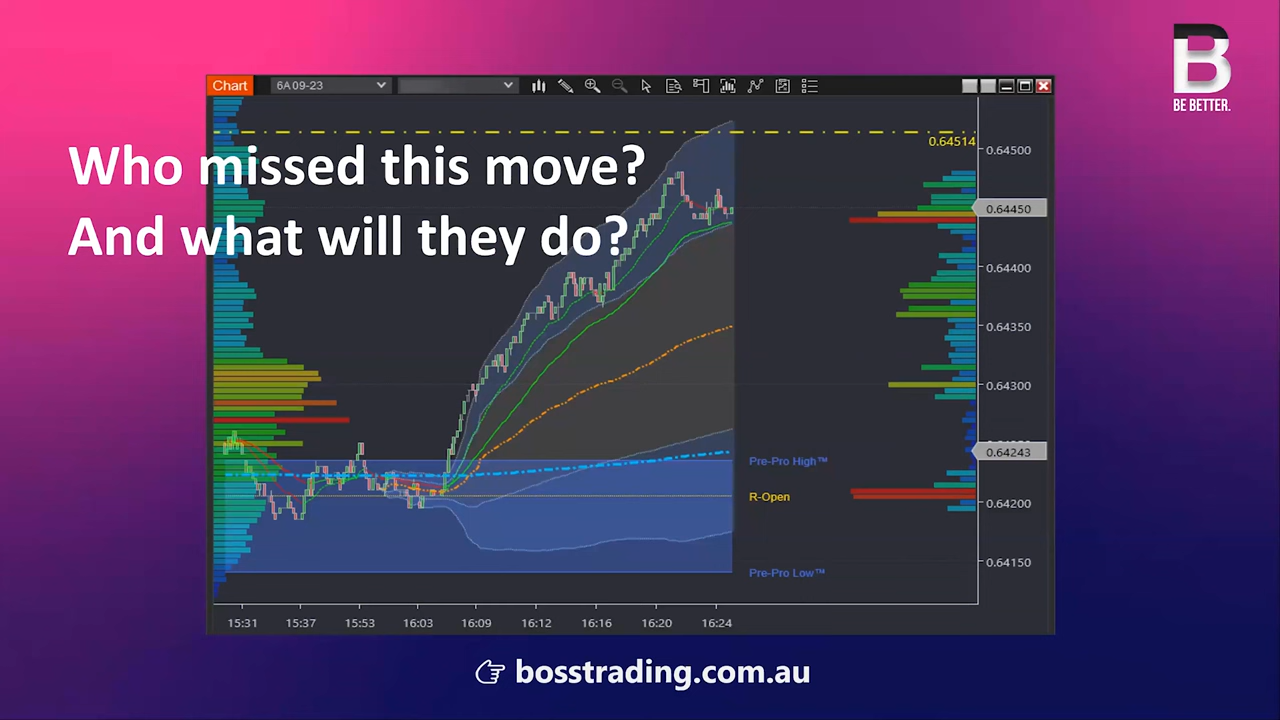 B
BE BETTER.
Chart
6A 09-23
Who missed this move?
And what will they do?
0.64514
0.64500
0.64450
0.64400
0.64350
0.64300
0.64243
0.64200
0.64150
Pre-Pro High™
R-Open
Pre-Pro Low™
15:31 15:37 15:53 16:03 16:09 16:12 16:16 16:20 16:24
bosstrading.com.au